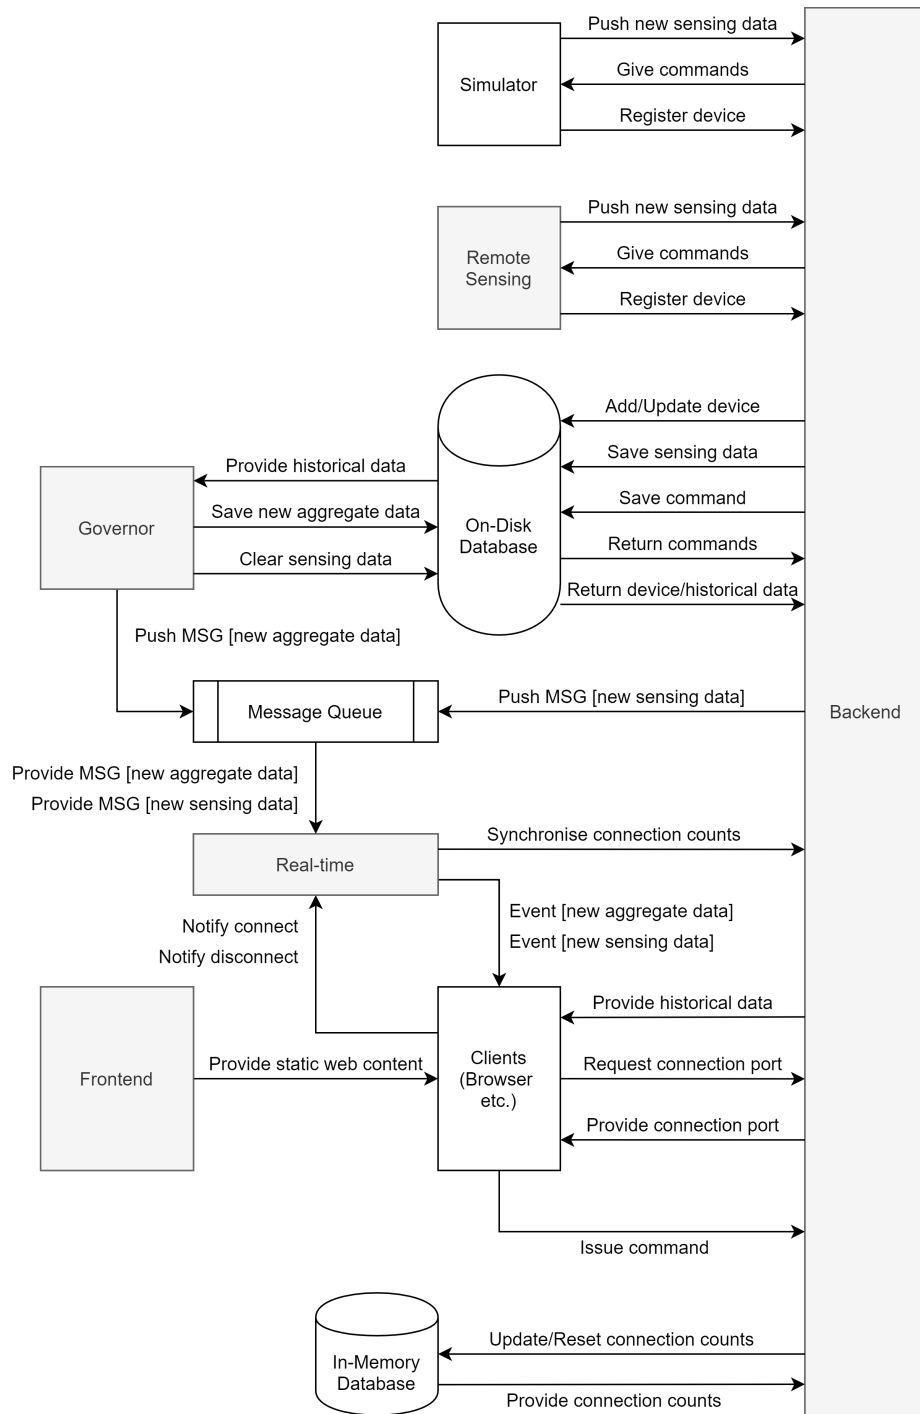 Push new sensing data
Simulator
Give commands
Register device
Push new sensing data
Remote
Sensing
Give commands
Register device
Add/Update device
Provide historical data
Save sensing data
Save new aggregate data
Save command
Governor
On-Disk
Database
Clear sensing data
Return commands
Return device/historical data
Push MSG [new aggregate data]
Push MSG [new sensing data]
Message Queue
Backend
Provide MSG [new aggregate data]
Provide MSG [new sensing data]
Synchronise connection counts
Real-time
Notify connect
Notify disconnect
Event [new aggregate data]
Event [new sensing data]
Provide historical data
Frontend
Provide static web content
Clients
(Browser
etc.)
Request connection port
Provide connection port
Issue command
Update/Reset connection counts
In-Memory
Database
Provide connection counts